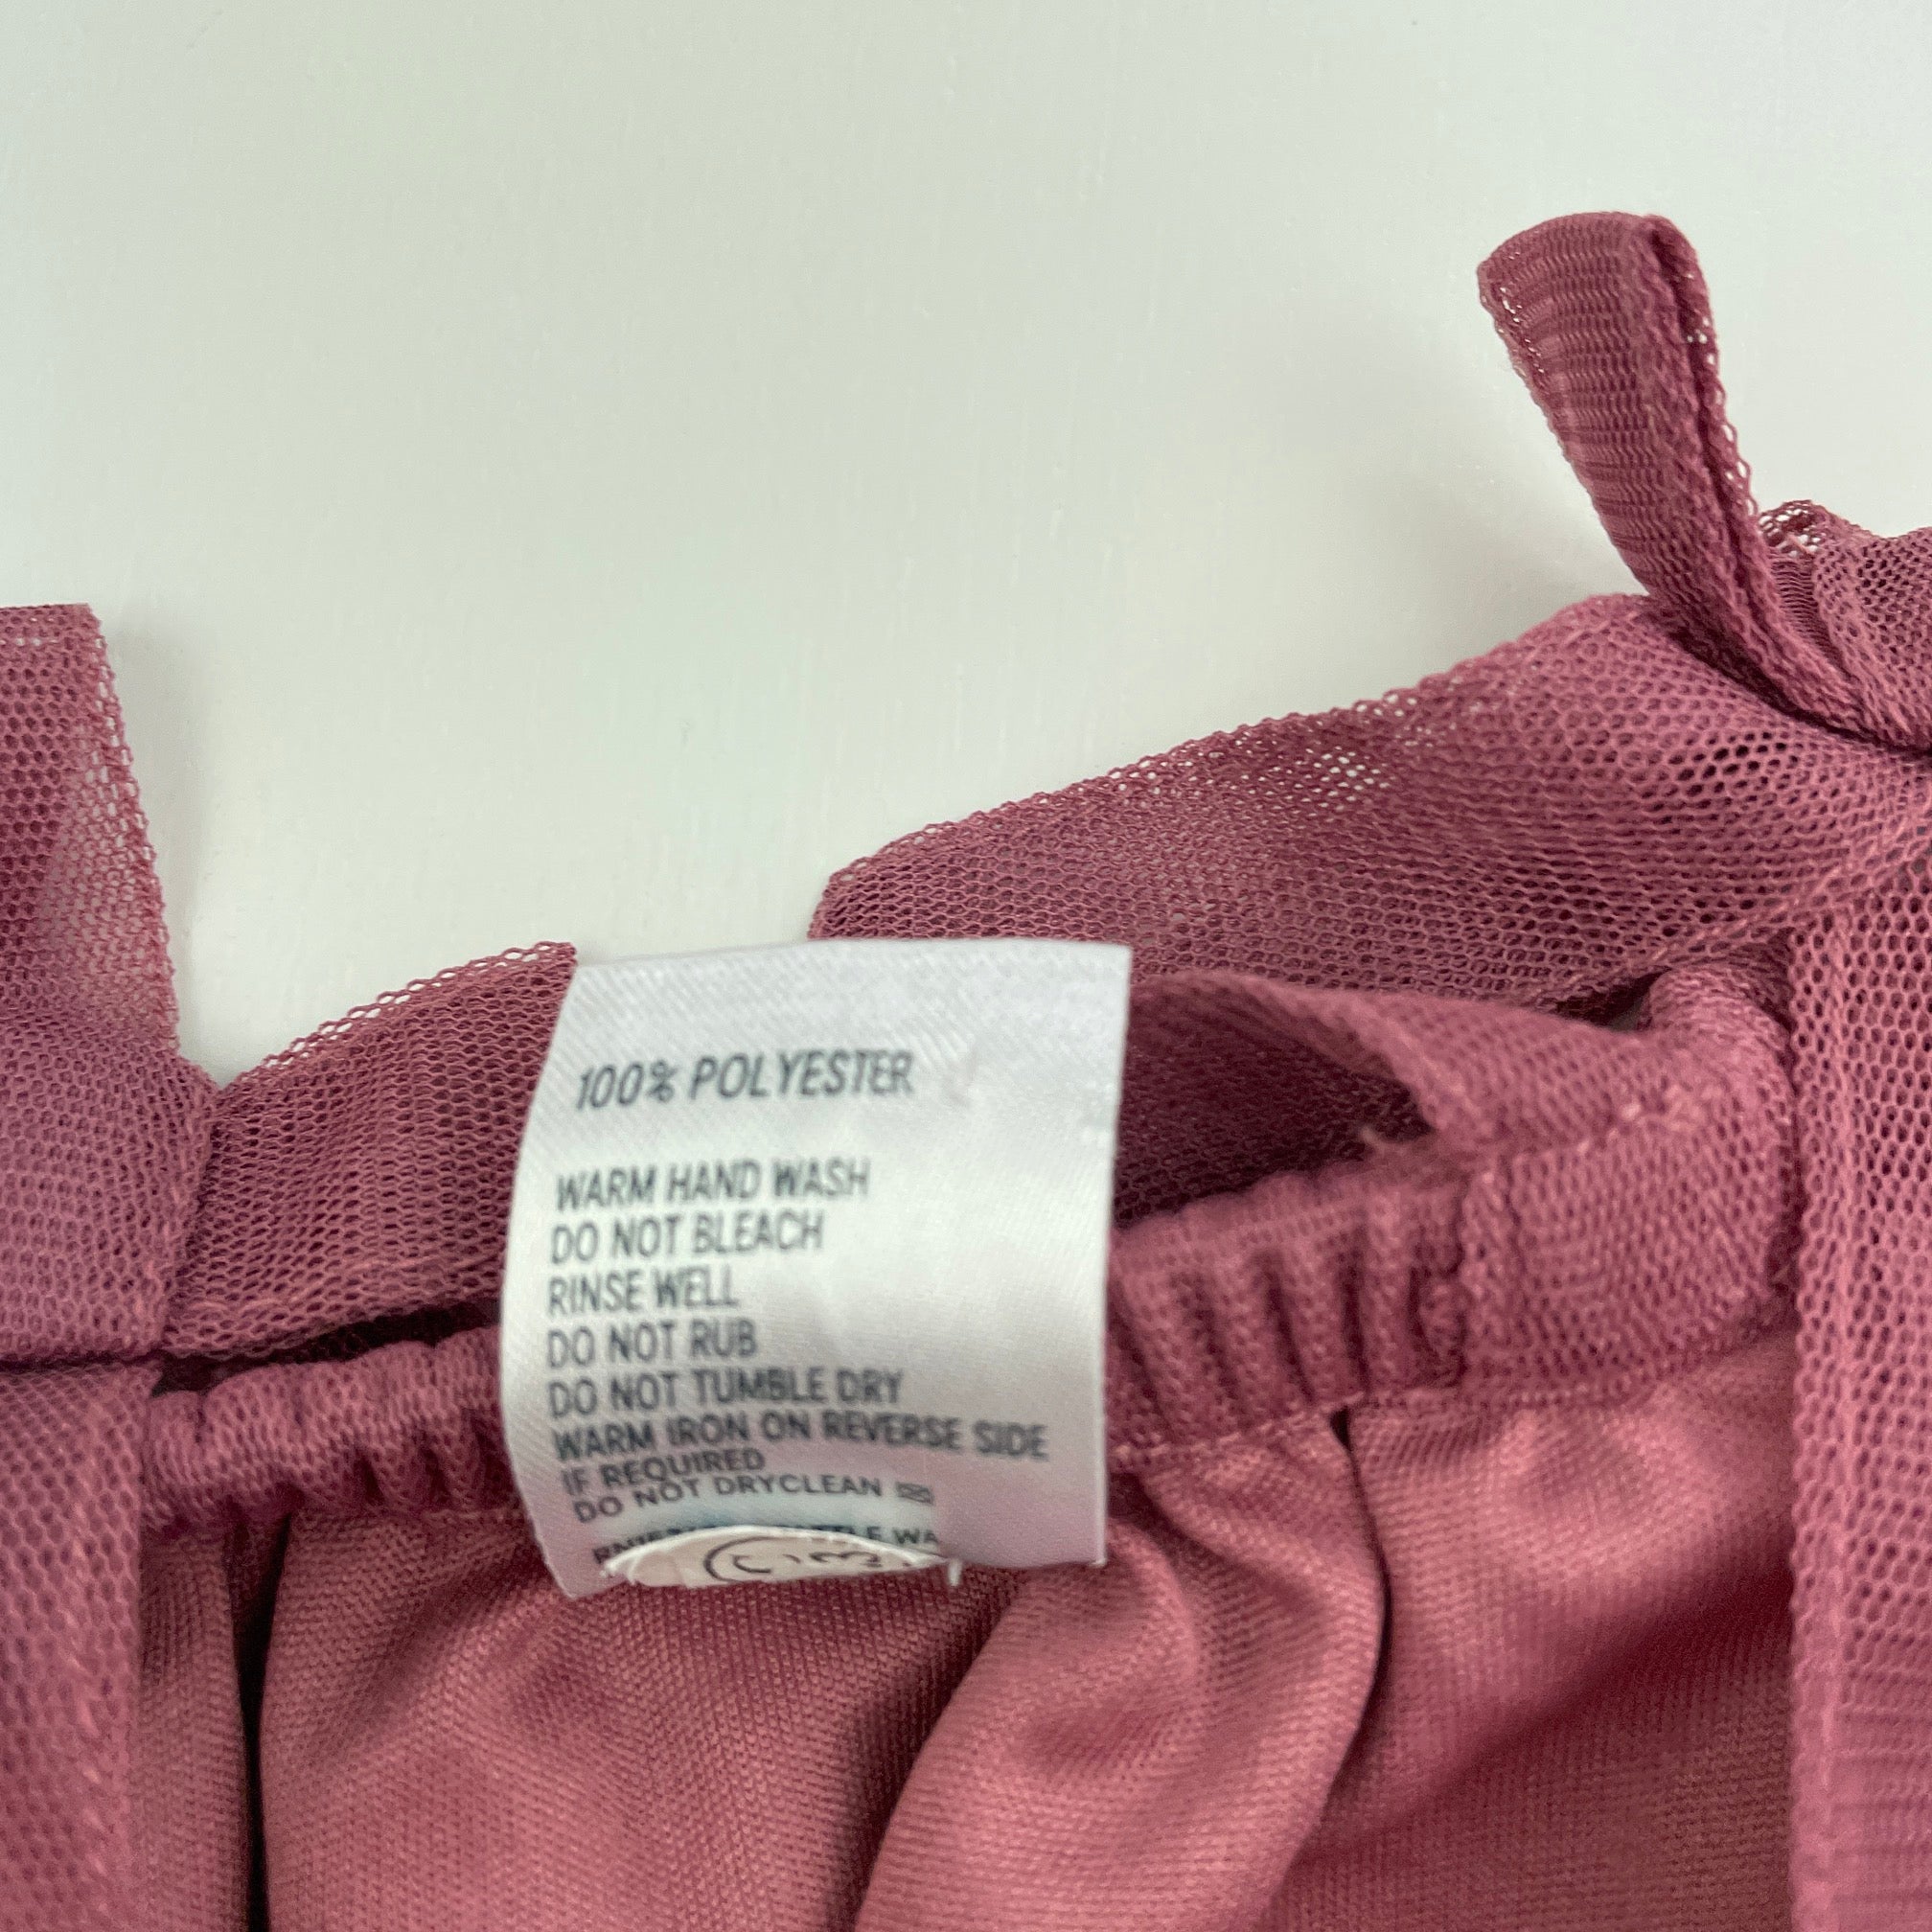 100% POLYESTER
WARM HAND WASH
DO NOT BLEACH
RINSE WELL
DO NOT RUB
DO NOT TUMBLE DRY
WARM IRON ON REVERSE SIDE
IF REQUIRED
DO NOT DRYCLEAN